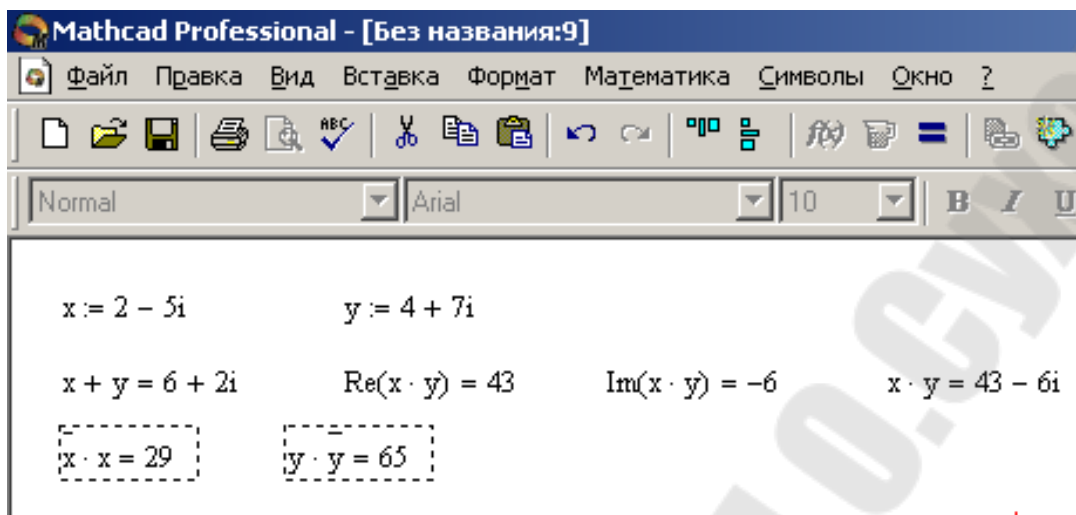 Mathcad Professional - [Без названия:9]
Файл Правка Вид Вставка Формат Математика Символы Окно ?
Normal Arial 10 B I U
x := 2 − 5i y := 4 + 7i
x + y = 6 + 2i Re(x · y) = 43 Im(x · y) = −6 x · y = 43 − 6i
x̅ · x = 29 y · y̅ = 65